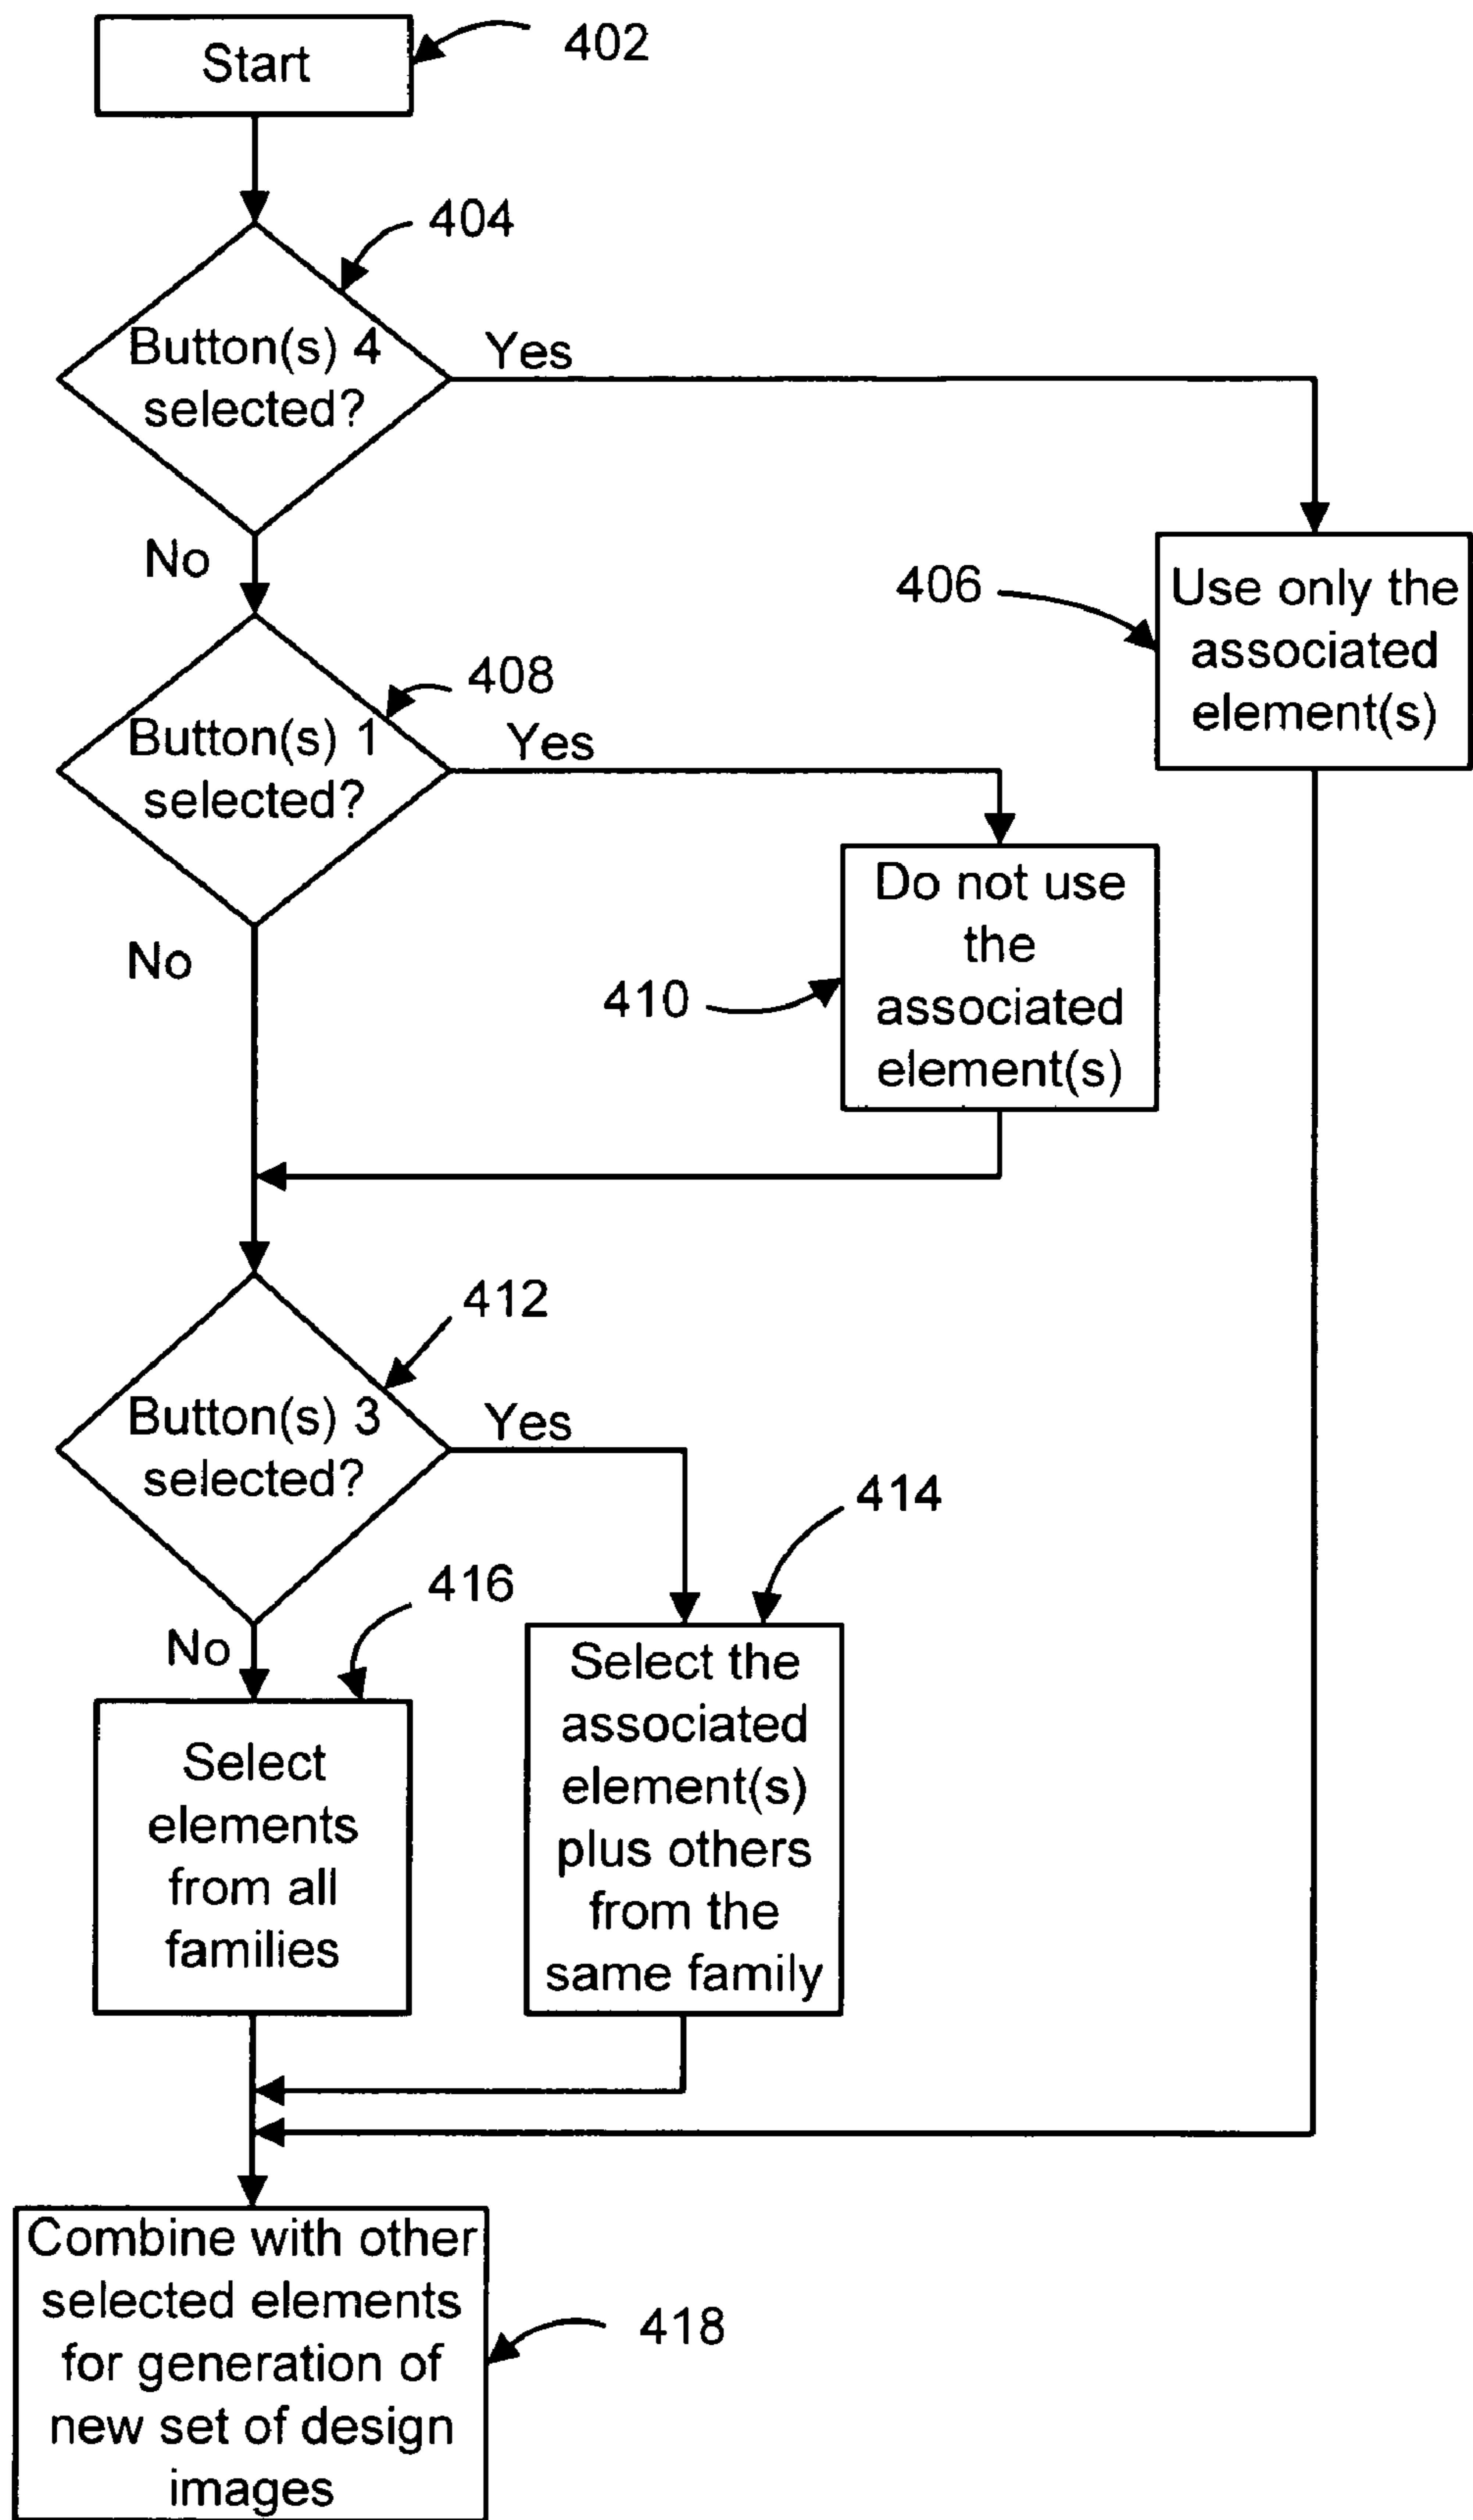 Start
402
404
Button(s) 4
selected?
Yes
No
406
Use only the
associated
element(s)
408
Button(s) 1
selected?
Yes
No
410
Do not use
the
associated
element(s)
412
Button(s) 3
selected?
Yes
414
416
No
Select
elements
from all
families
Select the
associated
element(s)
plus others
from the
same family
Combine with other
selected elements
for generation of
new set of design
images
418